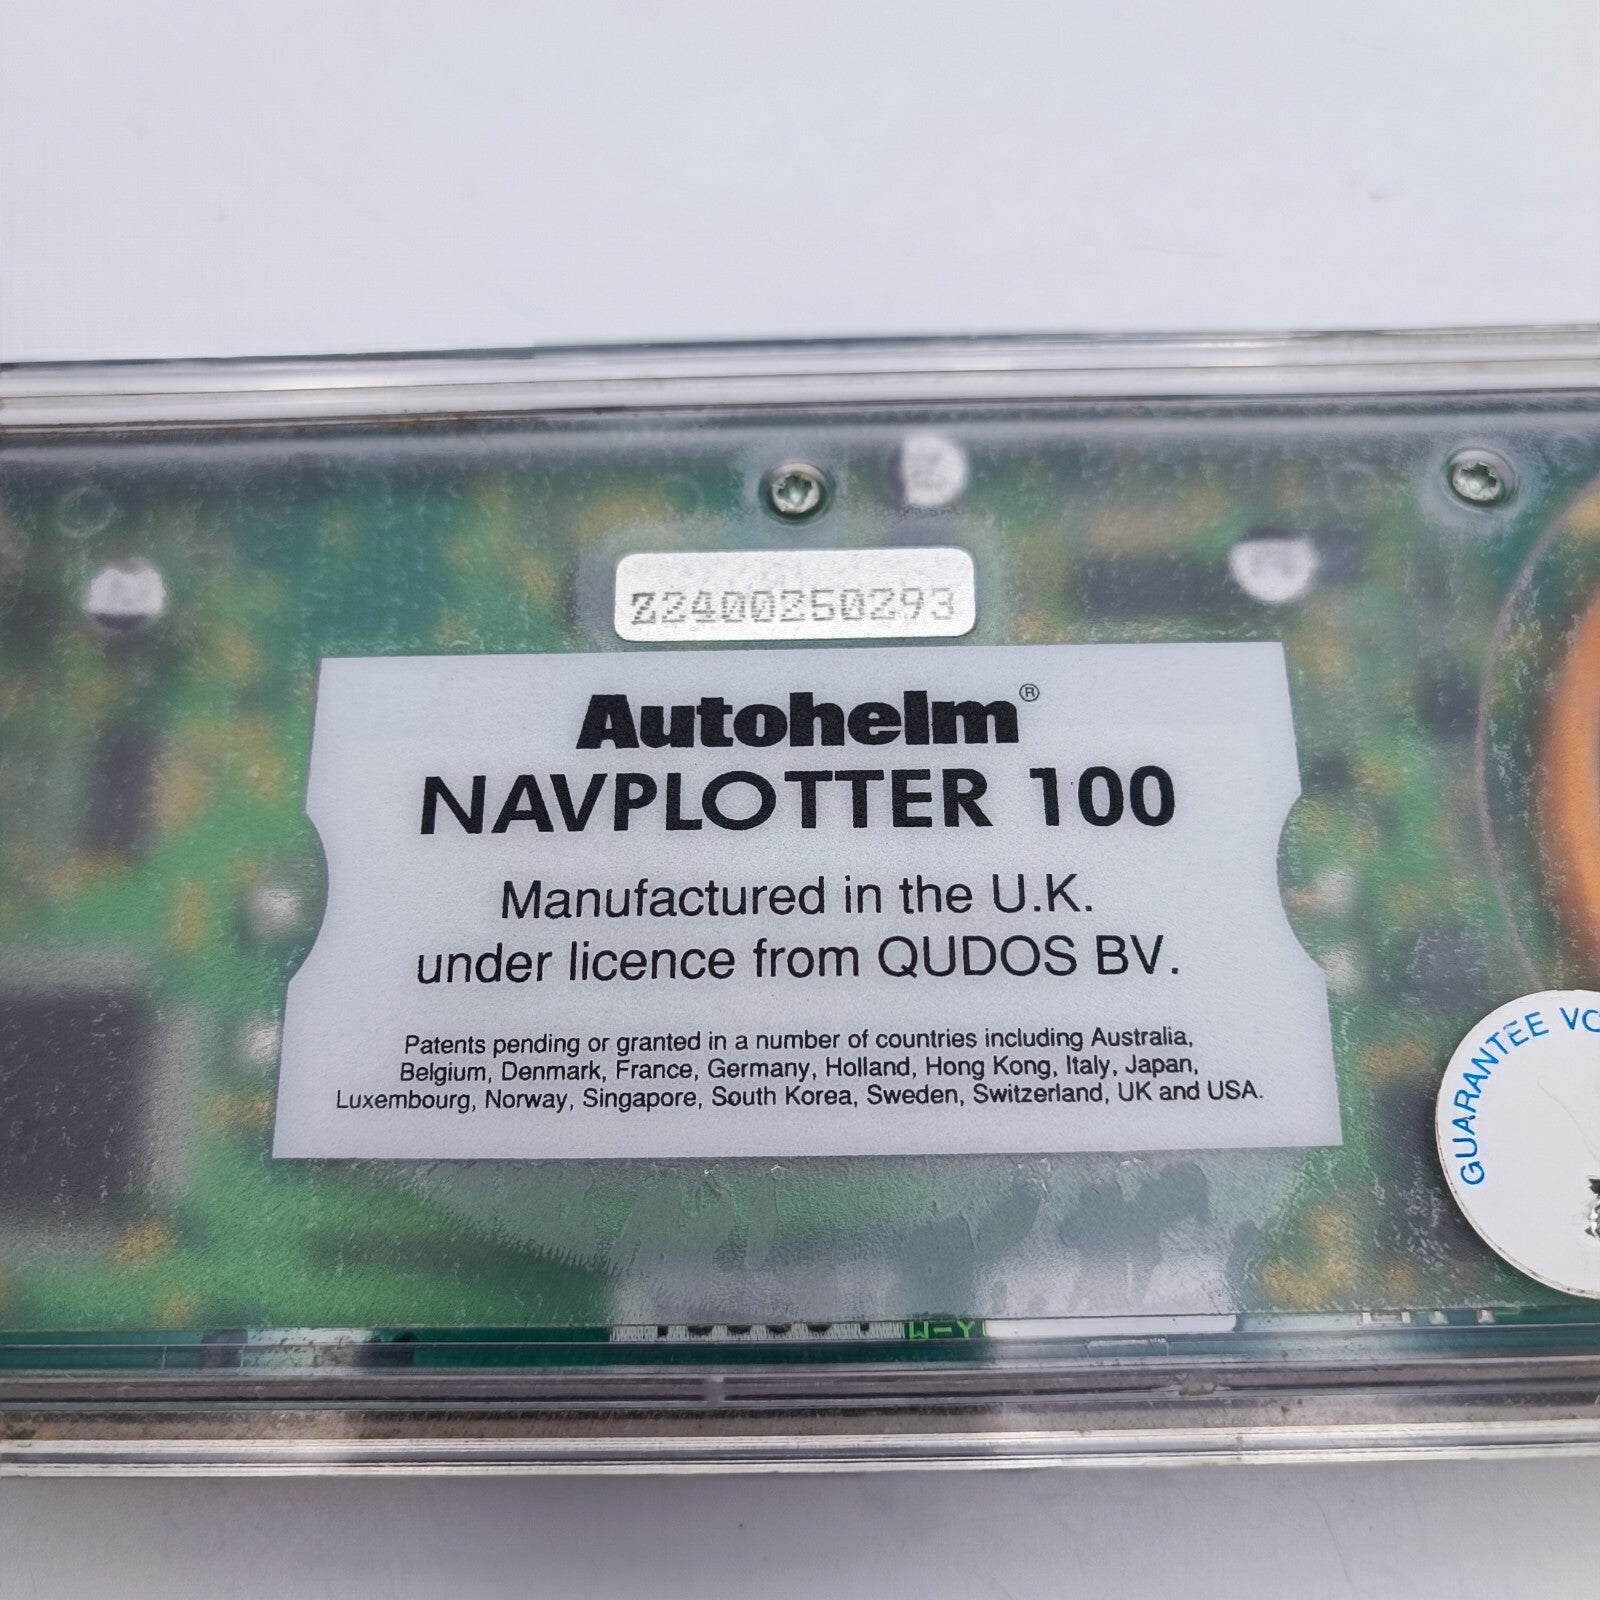 Z2400260293
Autohelm®
NAVPLOTTER 100
Manufactured in the U.K.
under licence from QUDOS BV.
Patents pending or granted in a number of countries including Australia,
Belgium, Denmark, France, Germany, Holland, Hong Kong, Italy, Japan,
Luxembourg, Norway, Singapore, South Korea, Sweden, Switzerland, UK and USA.
GUARANTEE
W-Y